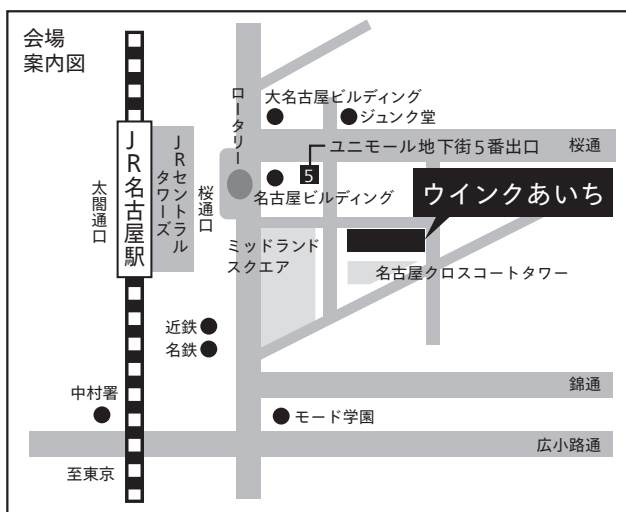 会場
案内図
ロータリー
大名古屋ビルディング
ジュンク堂
ユニモール地下街5番出口
桜通
5
名古屋ビルディング
ウインクあいち
JR名古屋駅
JRセントラル
タワーズ
太閤通口
桜通口
ミッドランド
スクエア
名古屋クロスコートタワー
近鉄
名鉄
錦通
中村署
モード学園
広小路通
至東京